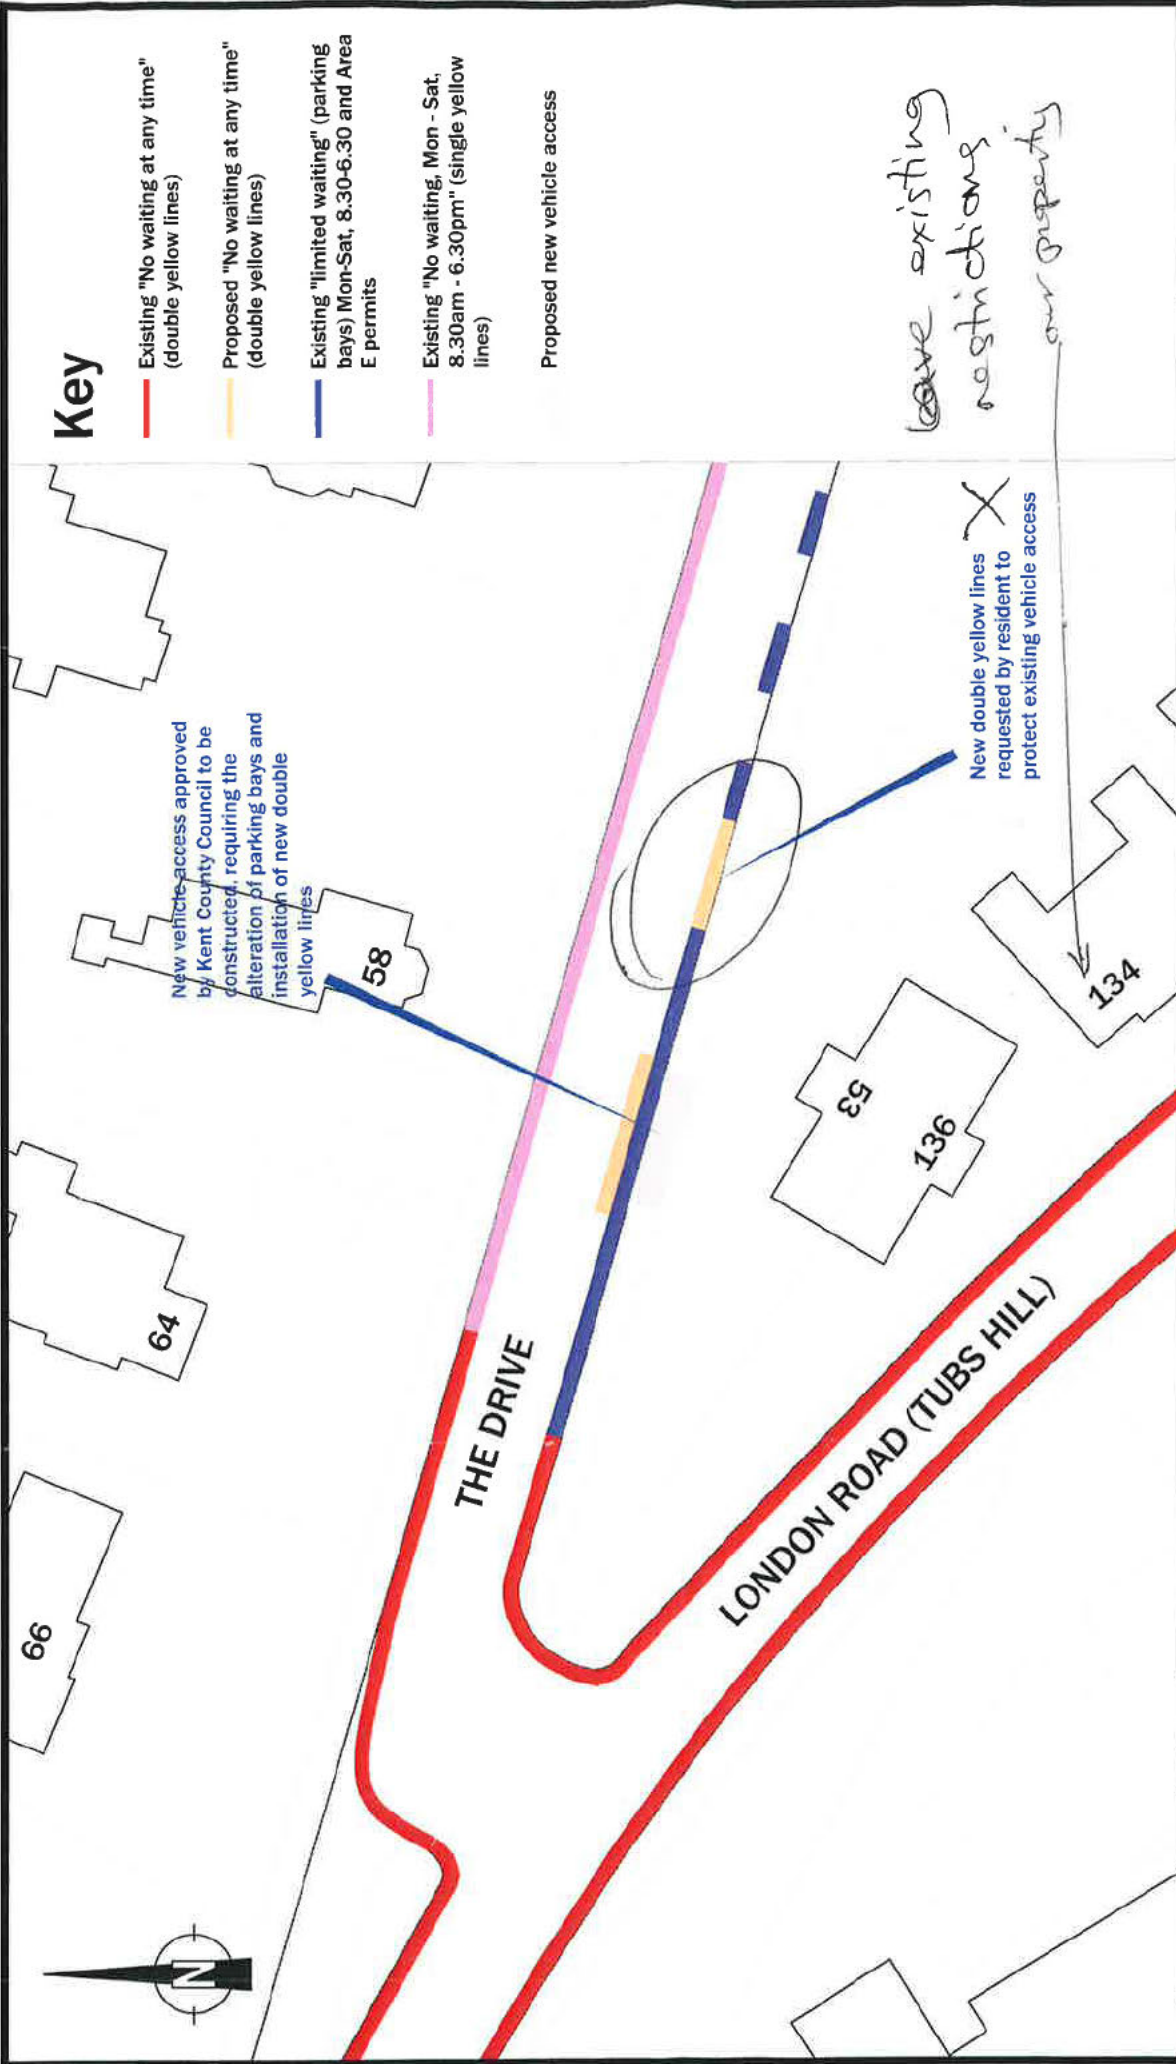 Key
Existing "No waiting at any time"
(double yellow lines)
Proposed "No waiting at any time"
(double yellow lines)
Existing "limited waiting" (parking
bays) Mon-Sat, 8.30-6.30 and Area
E permits
Existing "No waiting, Mon - Sat,
8.30am - 6.30pm" (single yellow
lines)
Proposed new vehicle access
leave existing
restrictions
our property
New vehicle access approved
by Kent County Council to be
constructed, requiring the
alteration of parking bays and
installation of new double
yellow lines
New double yellow lines X
requested by resident to
protect existing vehicle access
66
64
58
53
136
134
THE DRIVE
LONDON ROAD (TUBS HILL)
N